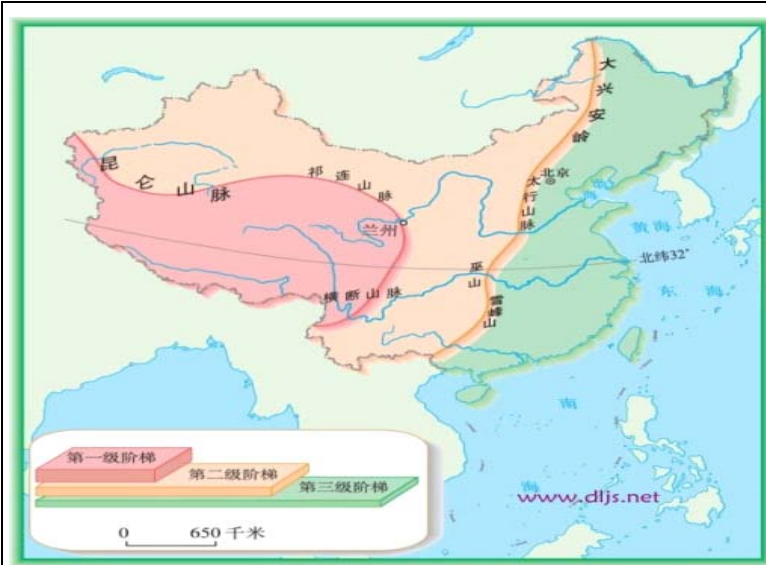 大兴安岭
昆仑山脉
祁连山脉
北京
太行山脉
渤海
兰州
黄海
北纬32°
巫山
东海
横断山脉
雪峰山
南海
第一级阶梯
第二级阶梯
第三级阶梯
0 650 千米
www.dljs.net